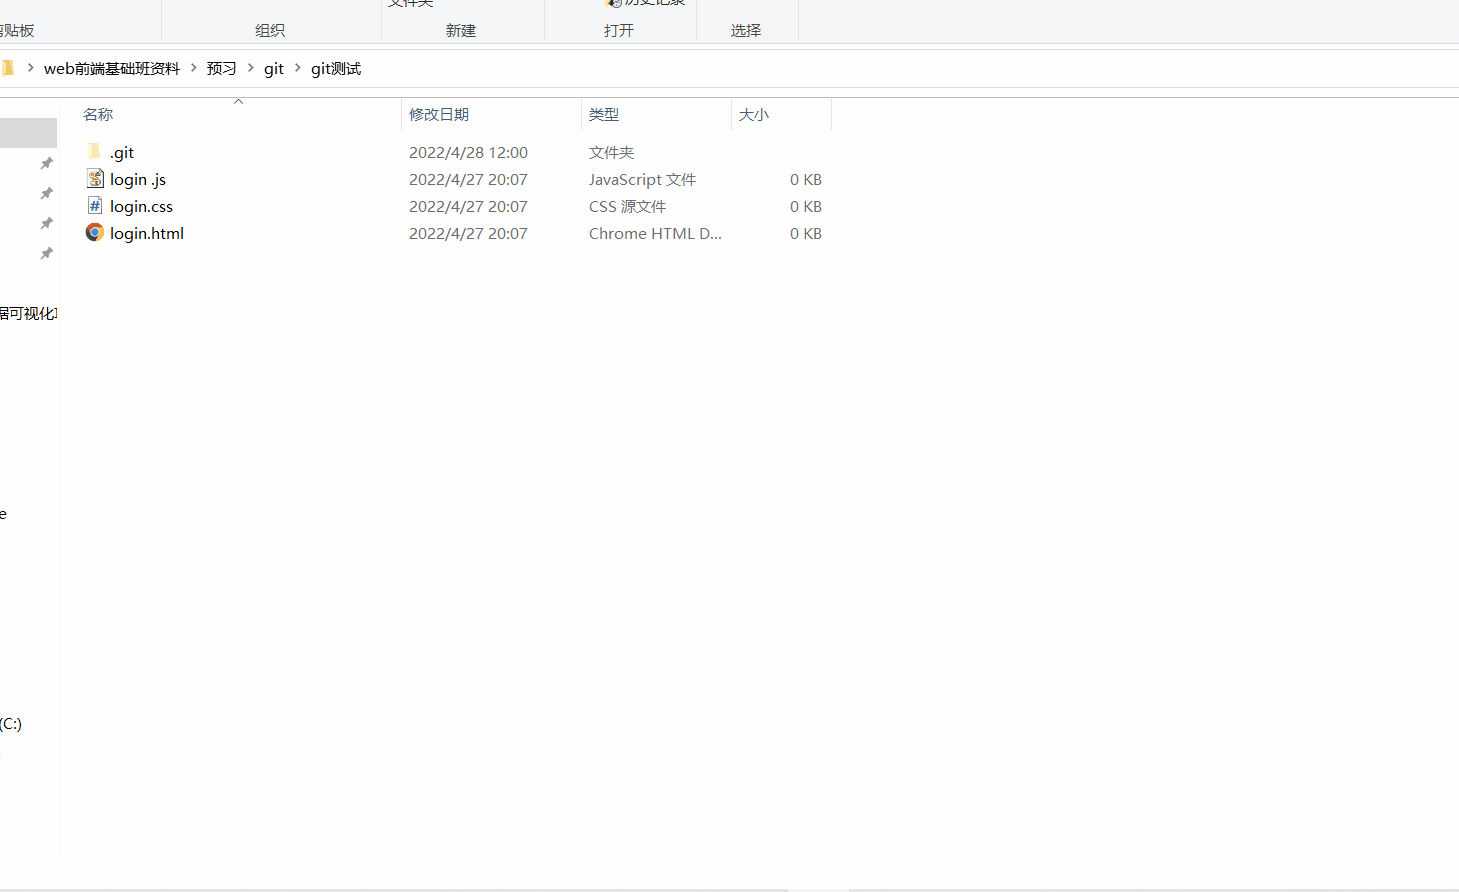 文件夹
历史记录
剪贴板
组织
新建
打开
选择
web前端基础班资料 > 预习 > git > git测试
名称
修改日期
类型
大小
.git
2022/4/28 12:00
文件夹
login .js
2022/4/27 20:07
JavaScript 文件
0 KB
login.css
2022/4/27 20:07
CSS 源文件
0 KB
login.html
2022/4/27 20:07
Chrome HTML D...
0 KB
据可视化
e
(C:)